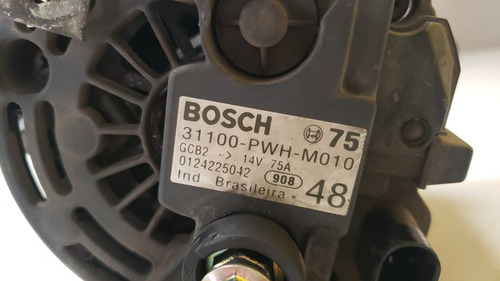 BOSCH 75
31100-PWH-M010
GCB2 -> 14V 75A
0124225042 908
Ind Brasileira - 48